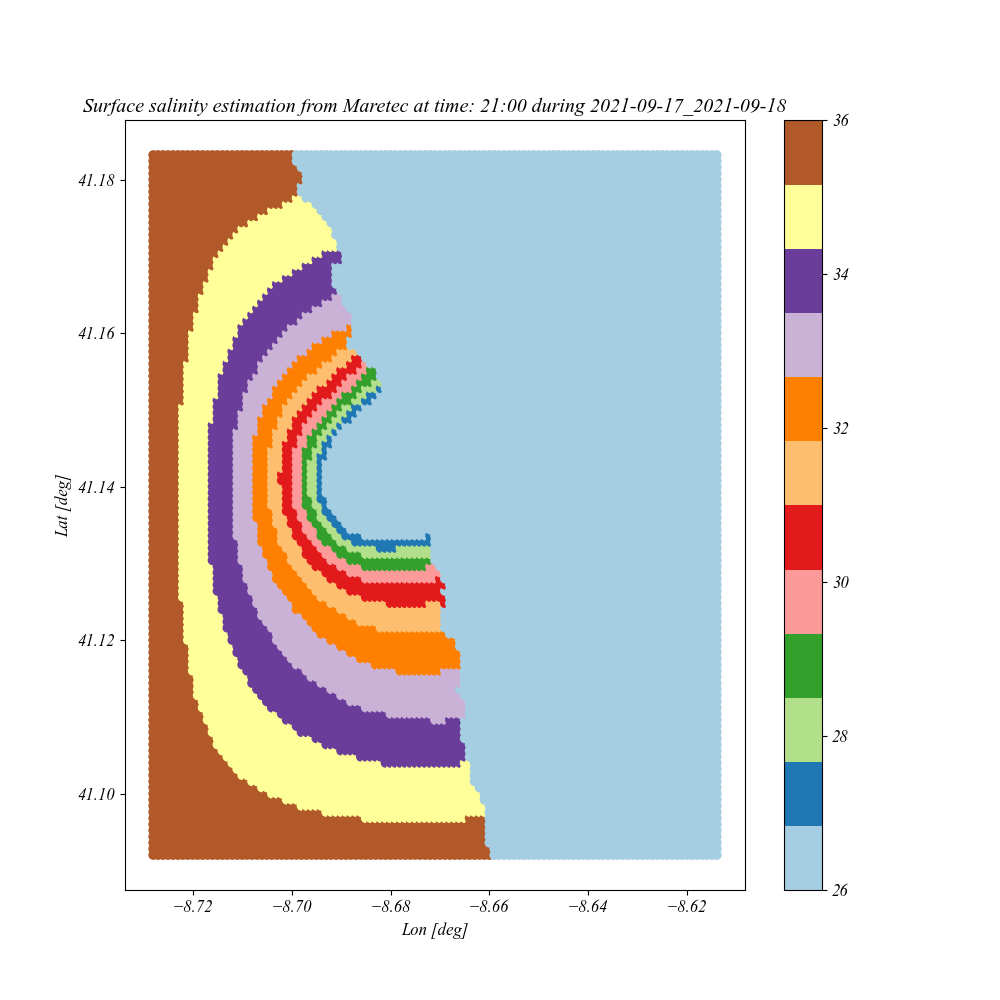 Surface salinity estimation from Maretec at time: 21:00 during 2021-09-17_2021-09-18
36
41.18
34
41.16
32
41.14
Lat [deg]
30
41.12
28
41.10
26
−8.72 −8.70 −8.68 −8.66 −8.64 −8.62
Lon [deg]